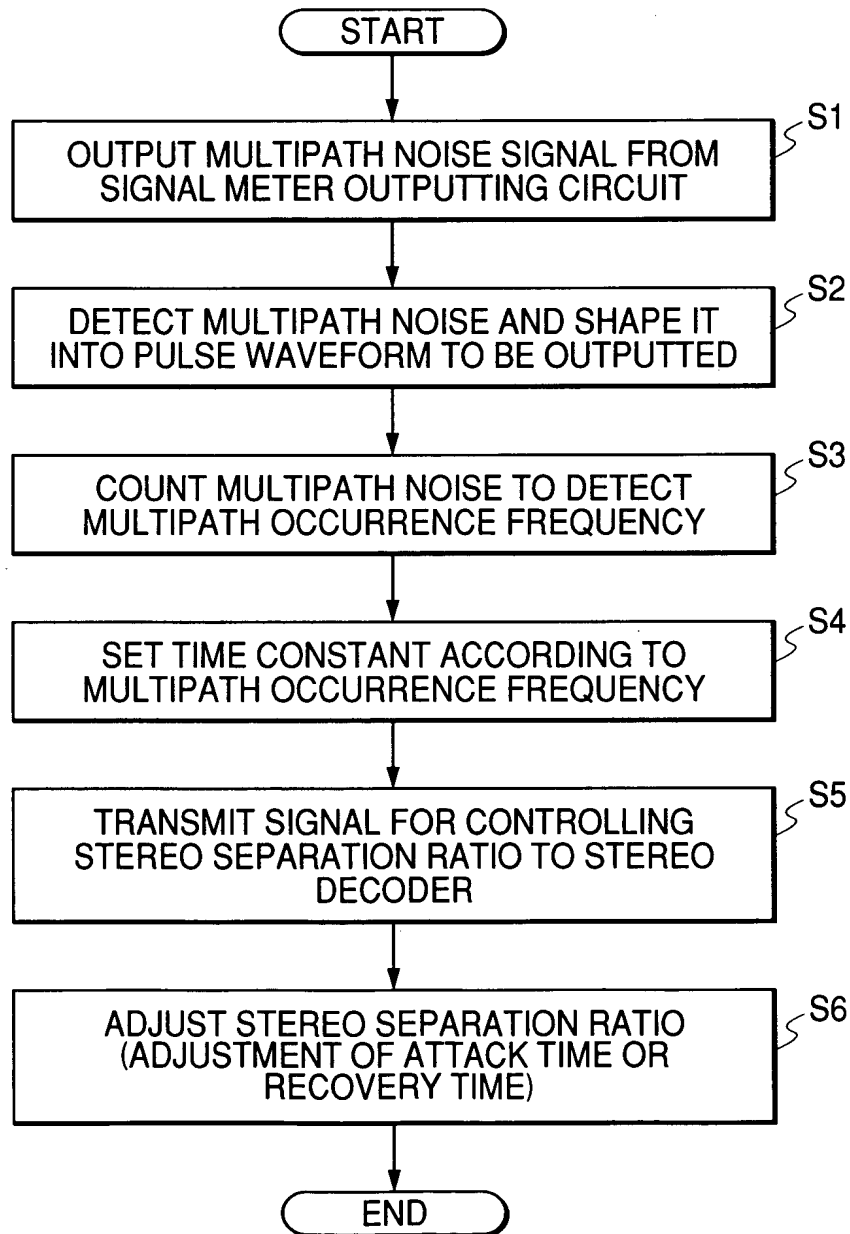 START
S1
OUTPUT MULTIPATH NOISE SIGNAL FROM
SIGNAL METER OUTPUTTING CIRCUIT
S2
DETECT MULTIPATH NOISE AND SHAPE IT
INTO PULSE WAVEFORM TO BE OUTPUTTED
S3
COUNT MULTIPATH NOISE TO DETECT
MULTIPATH OCCURRENCE FREQUENCY
S4
SET TIME CONSTANT ACCORDING TO
MULTIPATH OCCURRENCE FREQUENCY
S5
TRANSMIT SIGNAL FOR CONTROLLING
STEREO SEPARATION RATIO TO STEREO
DECODER
S6
ADJUST STEREO SEPARATION RATIO
(ADJUSTMENT OF ATTACK TIME OR
RECOVERY TIME)
END